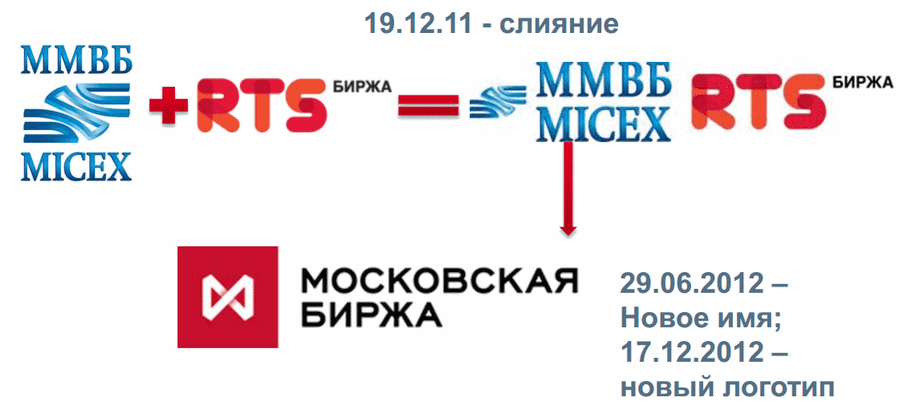 19.12.11 - слияние
ММВБ
MICEX
RTS БИРЖА
ММВБ
MICEX
RTS БИРЖА
МОСКОВСКАЯ
БИРЖА
29.06.2012 –
Новое имя;
17.12.2012 –
новый логотип